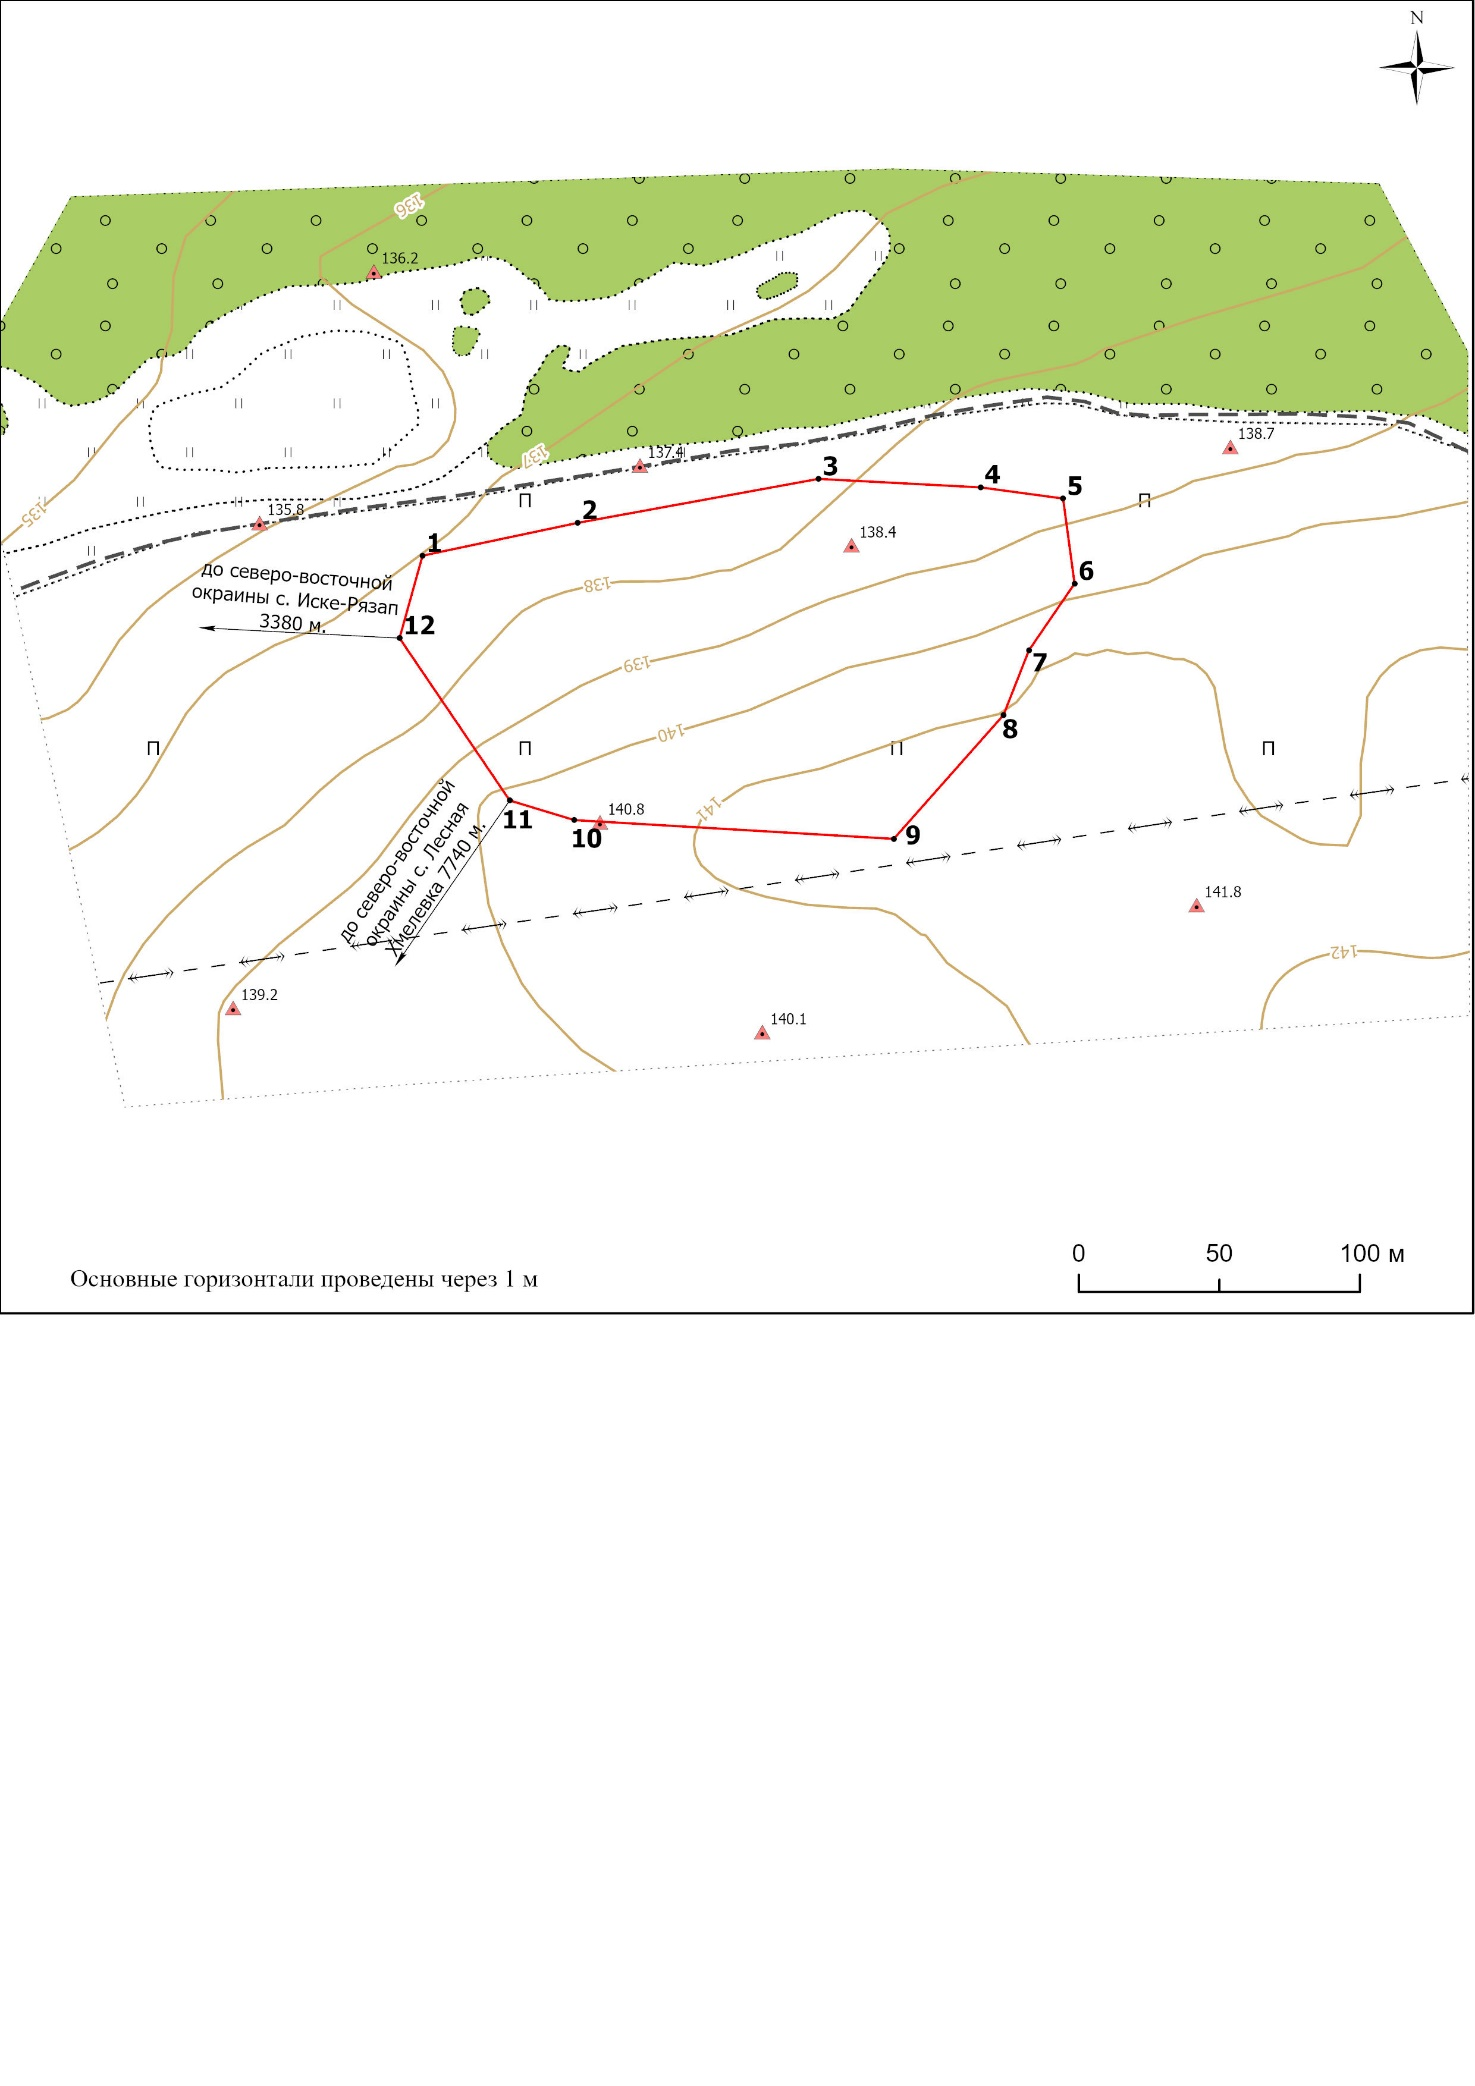 N
136
136.2
137
137.4
138.7
135
135.8
П
П
1
2
3
4
5
138.4
до северо-восточной
окраины с. Иске-Рязап
3380 м.
138
6
12
139
7
140
8
П
П
П
П
до северо-восточной
окраины с. Лесная
Хмелевка 7740 м.
11
10
140.8
141
9
141.8
142
139.2
140.1
0 50 100 м
Основные горизонтали проведены через 1 м